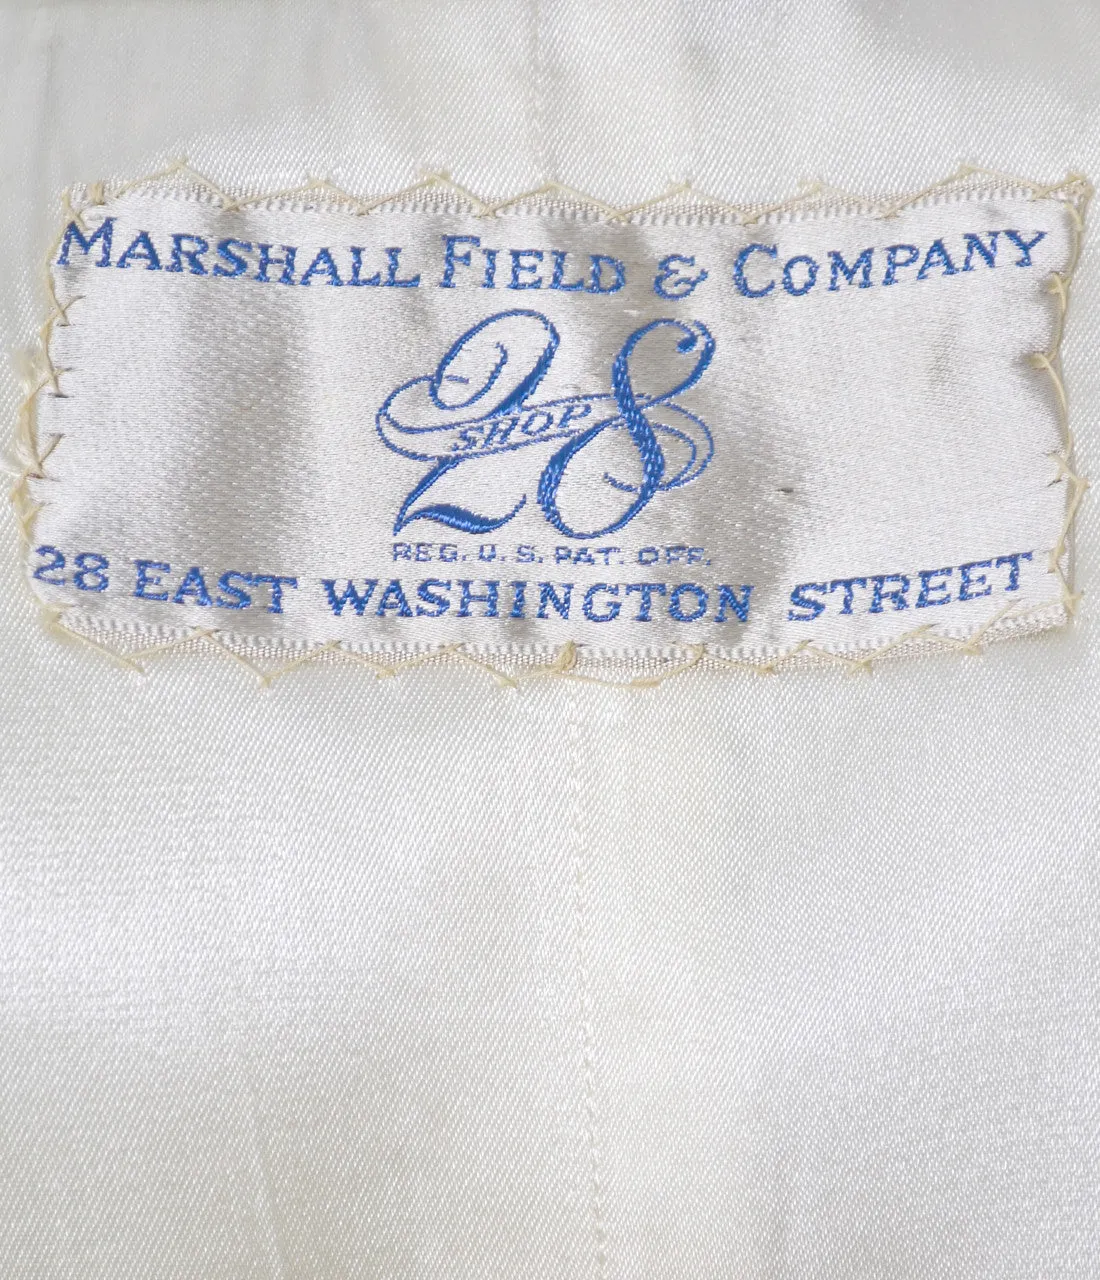 MARSHALL FIELD & COMPANY
28 SHOP
REG. U. S. PAT. OFF.
28 EAST WASHINGTON STREET